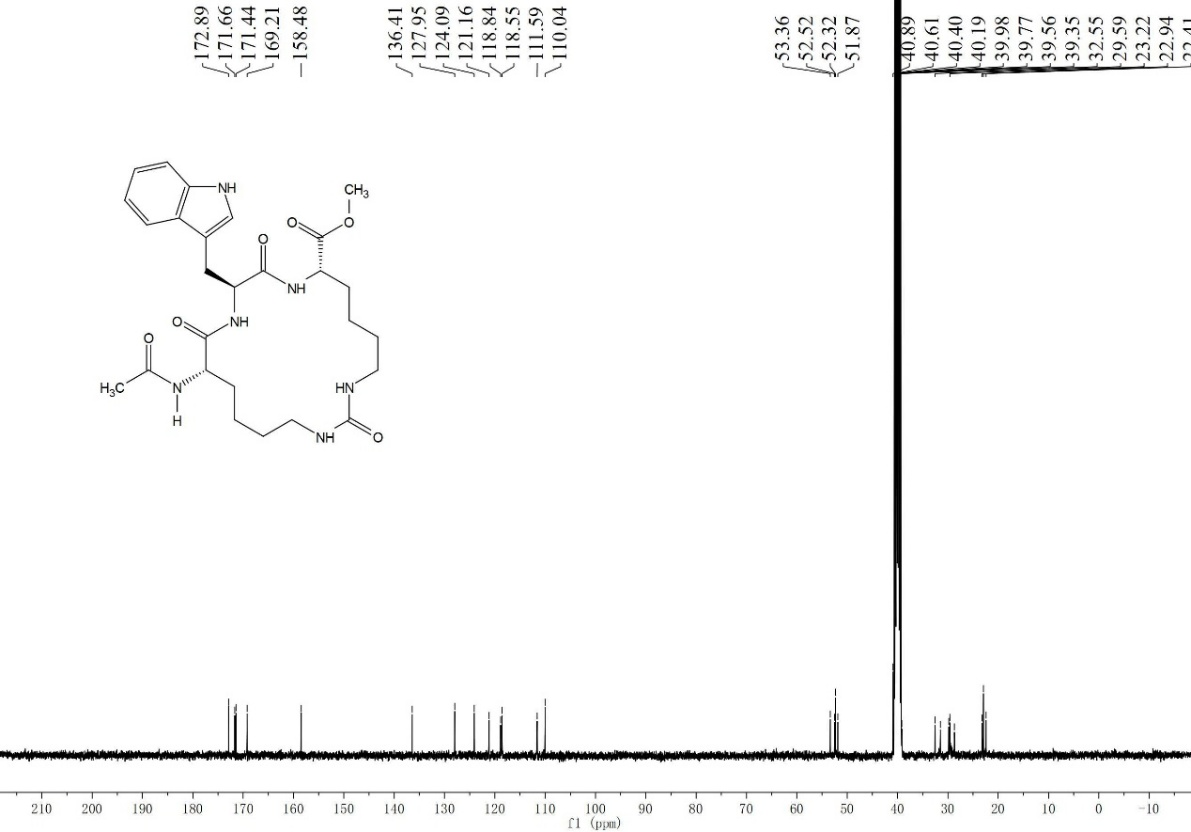 172.89
171.66
171.44
169.21
158.48
136.41
127.95
124.09
121.16
118.84
118.55
111.59
110.04
53.36
52.52
52.32
51.87
40.89
40.61
40.40
40.19
39.98
39.77
39.56
39.35
32.55
29.59
23.22
22.94
22.41
NH
CH3
O
O
O
NH
O
NH
O
H3C
N
H
HN
NH
O
210 200 190 180 170 160 150 140 130 120 110 100 90 80 70 60 50 40 30 20 10 0 -10
f1 (ppm)